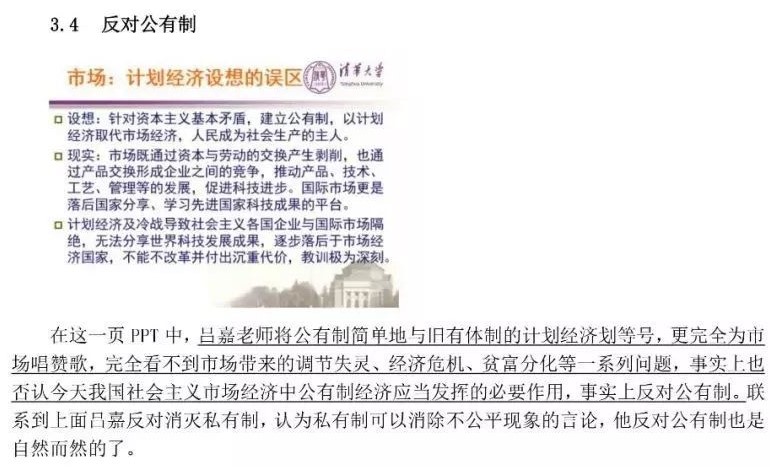 3.4 反对公有制
市场：计划经济设想的误区
清华大学
Tsinghua University
设想：针对资本主义基本矛盾，建立公有制，以计
划经济取代市场经济，人民成为社会生产的主人。
现实：市场既通过资本与劳动的交换产生剥削，也通
过产品交换形成企业之间的竞争，推动产品、技术、
工艺、管理等的发展，促进科技进步。国际市场更是
落后国家分享、学习先进国家科技成果的平台。
计划经济及冷战导致社会主义各国企业与国际市场隔
绝，无法分享世界科技发展成果，逐步落后于市场经
济国家，不能不改革并付出沉重代价，教训极为深刻。
在这一页 PPT 中，吕嘉老师将公有制简单地与旧有体制的计划经济划等号，更完全为市
场唱赞歌，完全看不到市场带来的调节失灵、经济危机、贫富分化等一系列问题，事实上也
否认今天我国社会主义市场经济中公有制经济应当发挥的必要作用，事实上反对公有制。联
系到上面吕嘉反对消灭私有制，认为私有制可以消除不公平现象的言论，他反对公有制也是
自然而然的了。